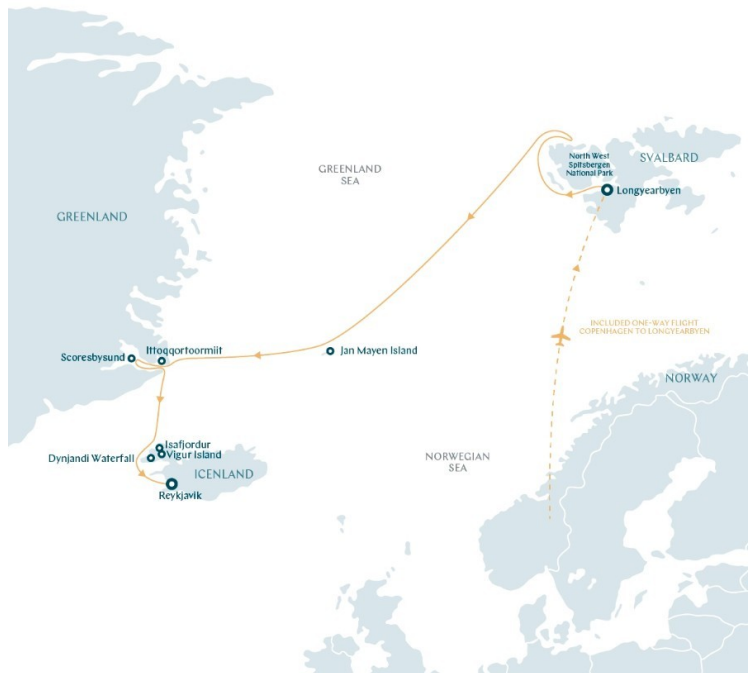 GREENLAND
SEA
North West
Spitsbergen
National Park
SVALBARD
Longyearbyen
GREENLAND
INCLUDED ONE-WAY FLIGHT
COPENHAGEN TO LONGYEARBYEN
Scoresbysund
Ittoqqortoormiit
Jan Mayen Island
NORWAY
Isafjordur
Vigur Island
Dynjandi Waterfall
ICENLAND
NORWEGIAN
SEA
Reykjavik